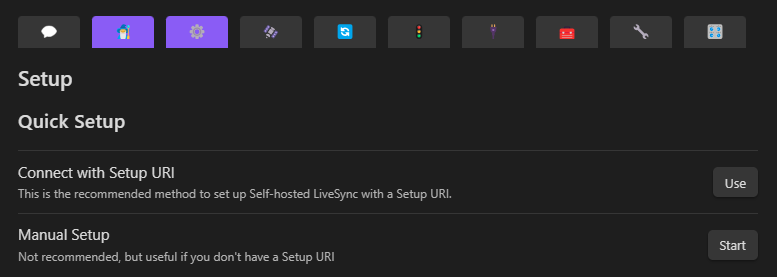 Setup
Quick Setup
Connect with Setup URI
This is the recommended method to set up Self-hosted LiveSync with a Setup URI.
Use
Manual Setup
Not recommended, but useful if you don't have a Setup URI
Start